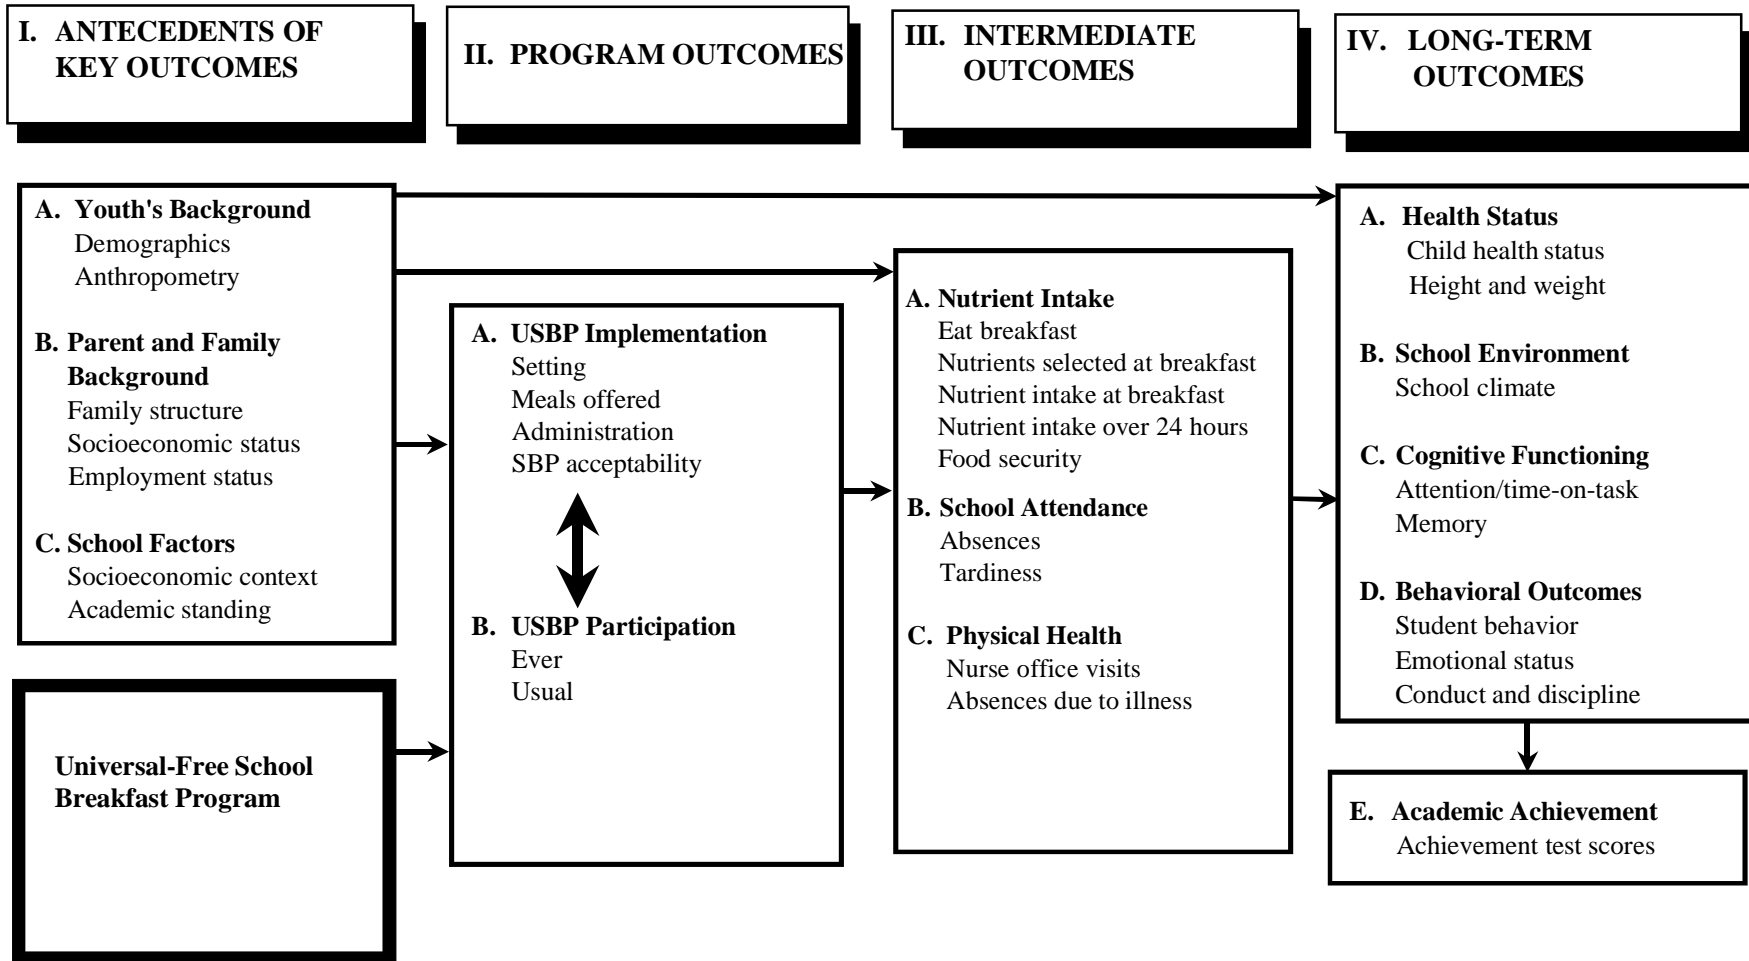 I. ANTECEDENTS OF
KEY OUTCOMES
II. PROGRAM OUTCOMES
III. INTERMEDIATE
OUTCOMES
IV. LONG-TERM
OUTCOMES
A. Youth's Background
Demographics
Anthropometry
B. Parent and Family
Background
Family structure
Socioeconomic status
Employment status
C. School Factors
Socioeconomic context
Academic standing
Universal-Free School
Breakfast Program
A. USBP Implementation
Setting
Meals offered
Administration
SBP acceptability
B. USBP Participation
Ever
Usual
A. Nutrient Intake
Eat breakfast
Nutrients selected at breakfast
Nutrient intake at breakfast
Nutrient intake over 24 hours
Food security
B. School Attendance
Absences
Tardiness
C. Physical Health
Nurse office visits
Absences due to illness
A. Health Status
Child health status
Height and weight
B. School Environment
School climate
C. Cognitive Functioning
Attention/time-on-task
Memory
D. Behavioral Outcomes
Student behavior
Emotional status
Conduct and discipline
E. Academic Achievement
Achievement test scores